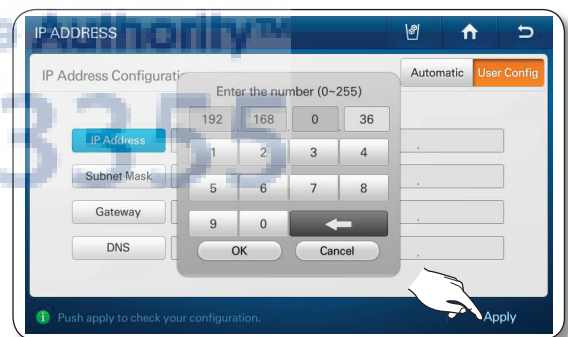 IP ADDRESS
IP Address Configurati
Automatic
User Config
Enter the number (0~255)
192 . 168 . 0 . 36
IP Address
1 2 3 4
Subnet Mask
5 6 7 8
Gateway
9 0
DNS
OK Cancel
Push apply to check your configuration.
Apply
Authority
3355